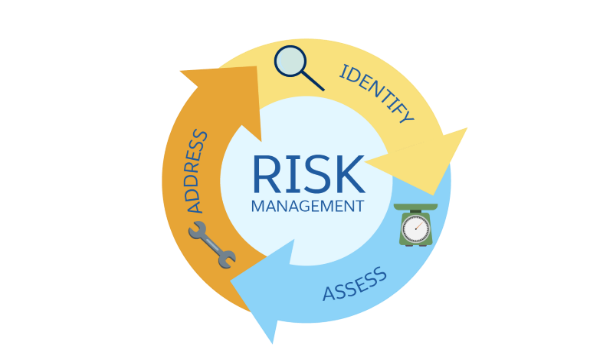 IDENTIFY
RISK
MANAGEMENT
ADDRESS
ASSESS